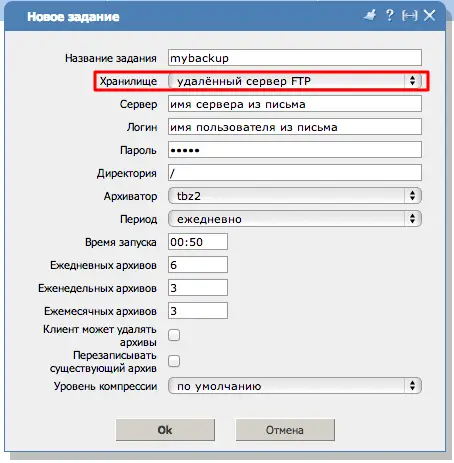 Новое задание
Название задания mybackup
Хранилище удалённый сервер FTP
Сервер имя сервера из письма
Логин имя пользователя из письма
Пароль •••••
Директория /
Архиватор tbz2
Период ежедневно
Время запуска 00:50
Ежедневных архивов 6
Еженедельных архивов 3
Ежемесячных архивов 3
Клиент может удалять
архивы
Перезаписывать
существующий архив
Уровень компрессии по умолчанию
Ok Отмена